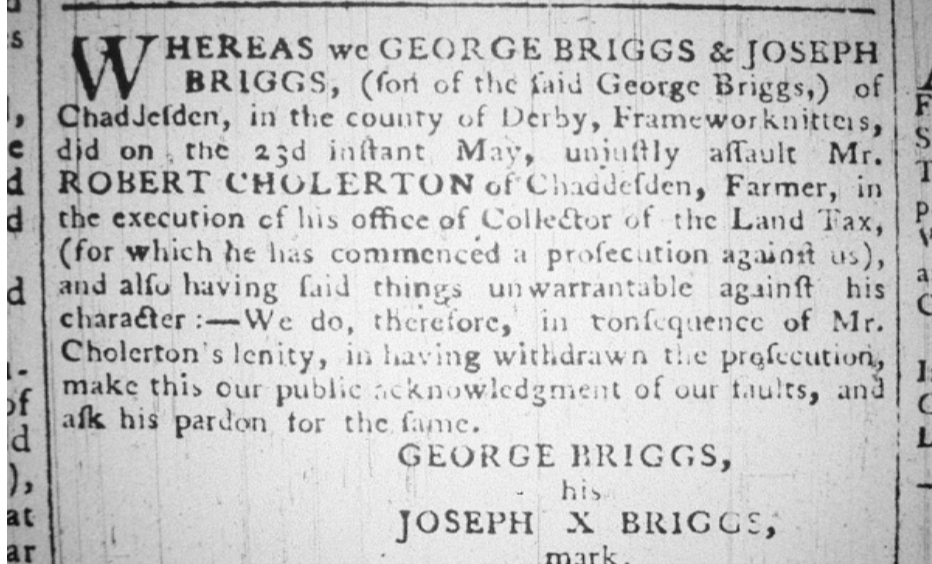 WHEREAS we GEORGE BRIGGS & JOSEPH
BRIGGS, (ſon of the ſaid George Briggs,) of
Chaddeſden, in the county of Derby, Frameworknitters,
did on the 23d inſtant May, unjuſtly aſſault Mr.
ROBERT CHOLERTON of Chaddeſden, Farmer, in
the execution of his office of Collector of the Land Tax,
(for which he has commenced a proſecution againſt us),
and alſo having ſaid things unwarrantable againſt his
character:—We do, therefore, in conſequence of Mr.
Cholerton's lenity, in having withdrawn the proſecution,
make this our public acknowledgment of our faults, and
aſk his pardon for the ſame.
GEORGE BRIGGS,
his
JOSEPH X BRIGGS,
mark.